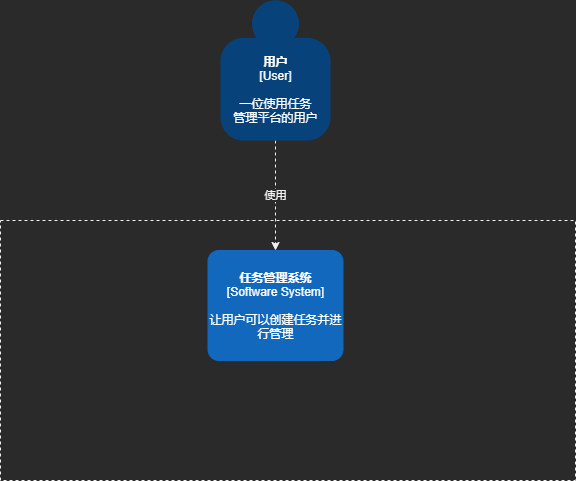 用户
[User]
一位使用任务
管理平台的用户
使用
任务管理系统
[Software System]
让用户可以创建任务并进
行管理